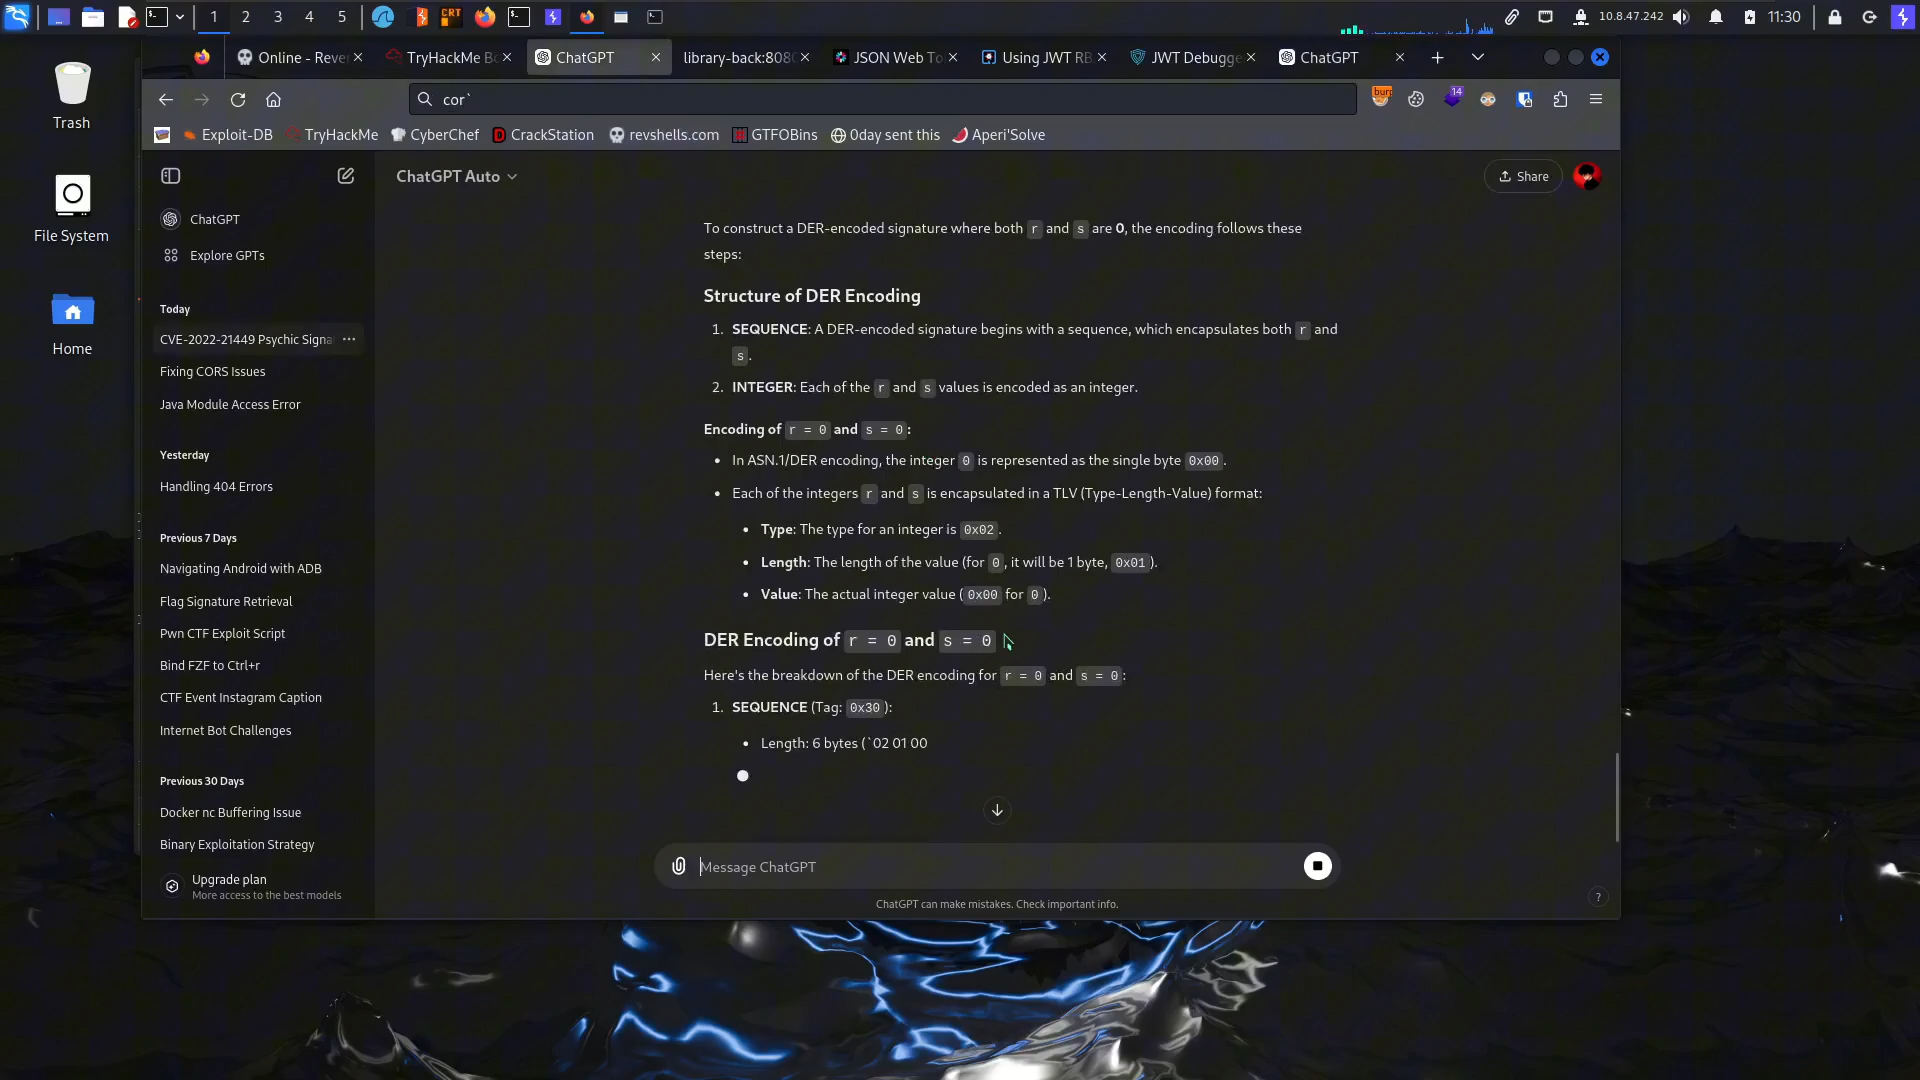 1 2 3 4 5
CRT
10.8.47.242
11:30
Trash
File System
Home
Online - Rever
TryHackMe Bo
ChatGPT
library-back:8080
JSON Web To
Using JWT RB
JWT Debugge
ChatGPT
cor`
burp
14
Exploit-DB
TryHackMe
CyberChef
CrackStation
revshells.com
GTFOBins
0day sent this
Aperi'Solve
ChatGPT Auto
Share
ChatGPT
Explore GPTs
Today
CVE-2022-21449 Psychic Signa
Fixing CORS Issues
Java Module Access Error
Yesterday
Handling 404 Errors
Previous 7 Days
Navigating Android with ADB
Flag Signature Retrieval
Pwn CTF Exploit Script
Bind FZF to Ctrl+r
CTF Event Instagram Caption
Internet Bot Challenges
Previous 30 Days
Docker nc Buffering Issue
Binary Exploitation Strategy
Upgrade plan
More access to the best models
To construct a DER-encoded signature where both r and s are 0, the encoding follows these
steps:
Structure of DER Encoding
1. SEQUENCE: A DER-encoded signature begins with a sequence, which encapsulates both r and
s.
2. INTEGER: Each of the r and s values is encoded as an integer.
Encoding of r = 0 and s = 0:
• In ASN.1/DER encoding, the integer 0 is represented as the single byte 0x00.
• Each of the integers r and s is encapsulated in a TLV (Type-Length-Value) format:
• Type: The type for an integer is 0x02.
• Length: The length of the value (for 0, it will be 1 byte, 0x01).
• Value: The actual integer value (0x00 for 0).
DER Encoding of r = 0 and s = 0
Here's the breakdown of the DER encoding for r = 0 and s = 0:
1. SEQUENCE (Tag: 0x30):
• Length: 6 bytes (`02 01 00
Message ChatGPT
ChatGPT can make mistakes. Check important info.
?